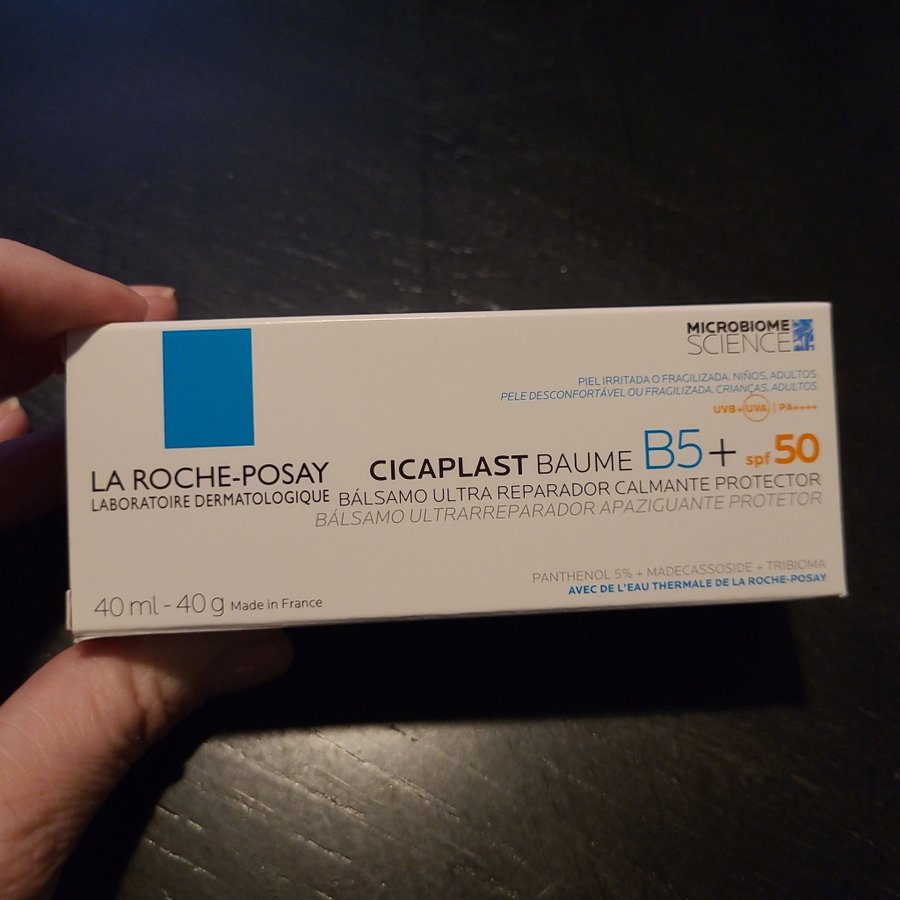 MICROBIOME
SCIENCE
PIEL IRRITADA O FRAGILIZADA, NIÑOS, ADULTOS
PELE DESCONFORTÁVEL OU FRAGILIZADA, CRIANÇAS, ADULTOS
UVB+UVA | PA++++
LA ROCHE-POSAY
LABORATOIRE DERMATOLOGIQUE
CICAPLAST BAUME B5+ spf 50
BÁLSAMO ULTRA REPARADOR CALMANTE PROTECTOR
BÁLSAMO ULTRARREPARADOR APAZIGUANTE PROTETOR
PANTHENOL 5% + MADECASSOSIDE + TRIBIOMA
AVEC DE L'EAU THERMALE DE LA ROCHE-POSAY
40 ml - 40 g Made in France